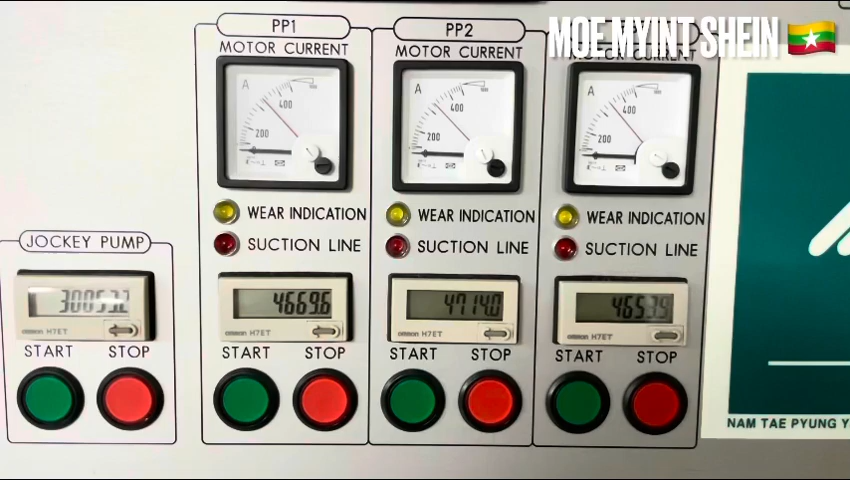 MOE MYINT SHEIN 🇲🇲
PP1
MOTOR CURRENT
A
400
200
WEAR INDICATION
SUCTION LINE
4669.6
omron H7ET
START STOP
PP2
MOTOR CURRENT
A
400
200
WEAR INDICATION
SUCTION LINE
4714.0
omron H7ET
START STOP
MOTOR CURRENT
A
400
200
WEAR INDICATION
SUCTION LINE
4653.9
omron H7ET
START STOP
JOCKEY PUMP
30053.2
omron H7ET
START STOP
NAM TAE PYUNG Y